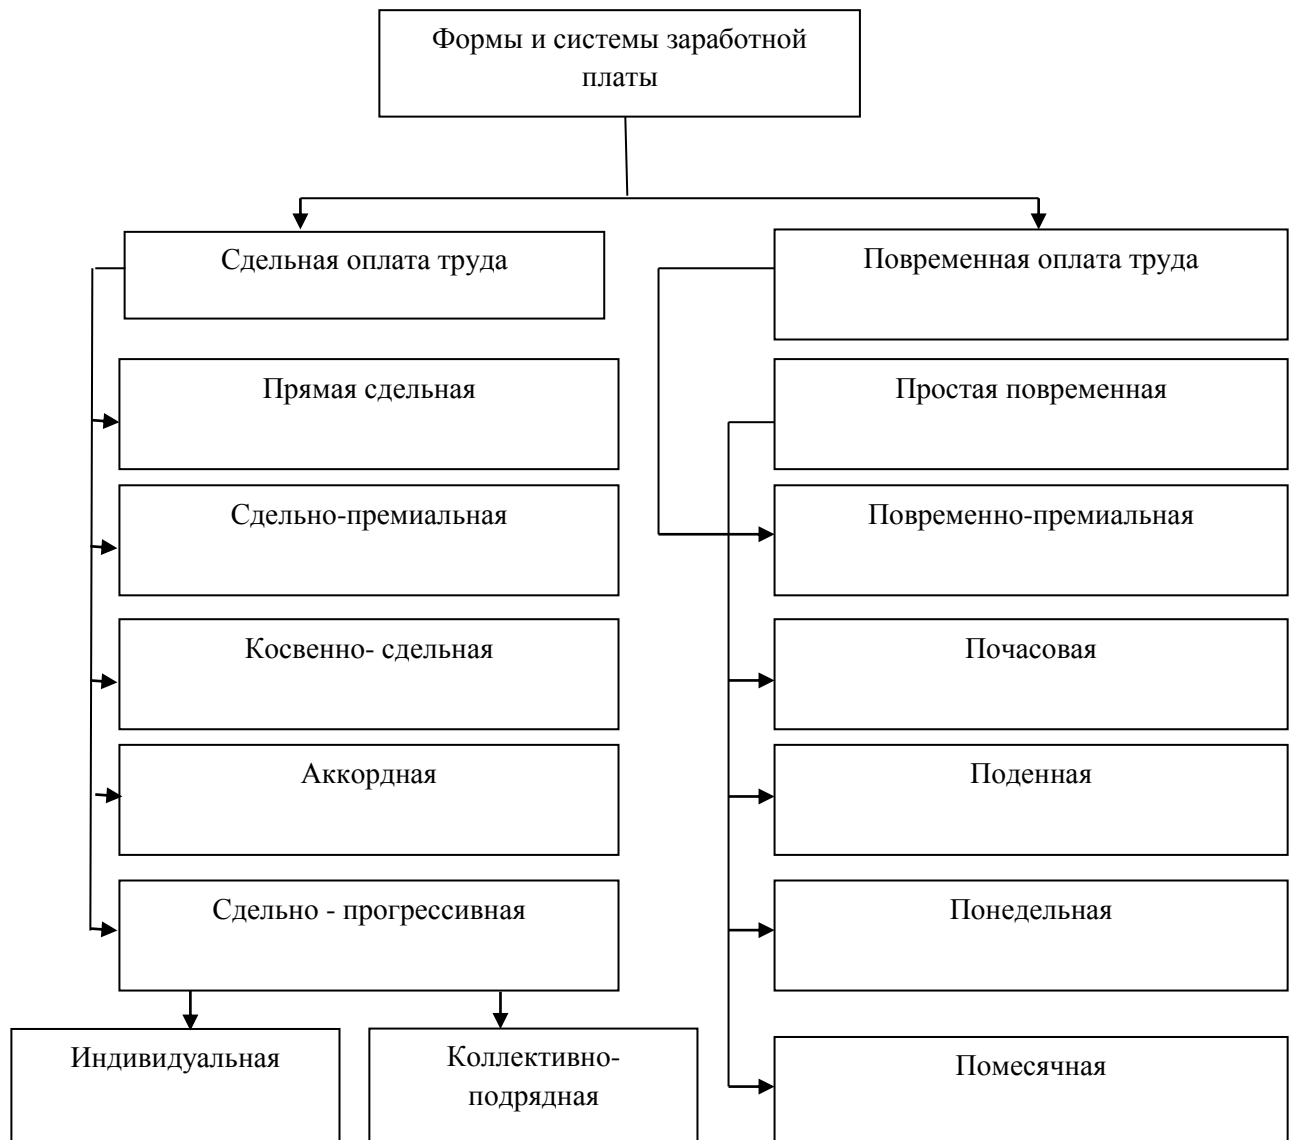 Формы и системы заработной
платы
Сдельная оплата труда
Повременная оплата труда
Прямая сдельная
Простая повременная
Сдельно-премиальная
Повременно-премиальная
Косвенно- сдельная
Почасовая
Аккордная
Поденная
Сдельно - прогрессивная
Понедельная
Индивидуальная
Коллективно-
подрядная
Помесячная